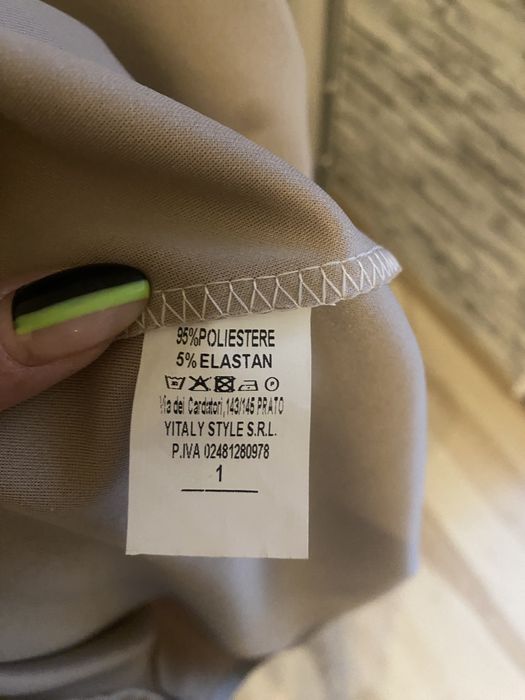 95%POLIESTERE
5% ELASTAN
Via dei Cardatori,143/145 PRATO
YITALY STYLE S.R.L.
P.IVA 02481280978
1